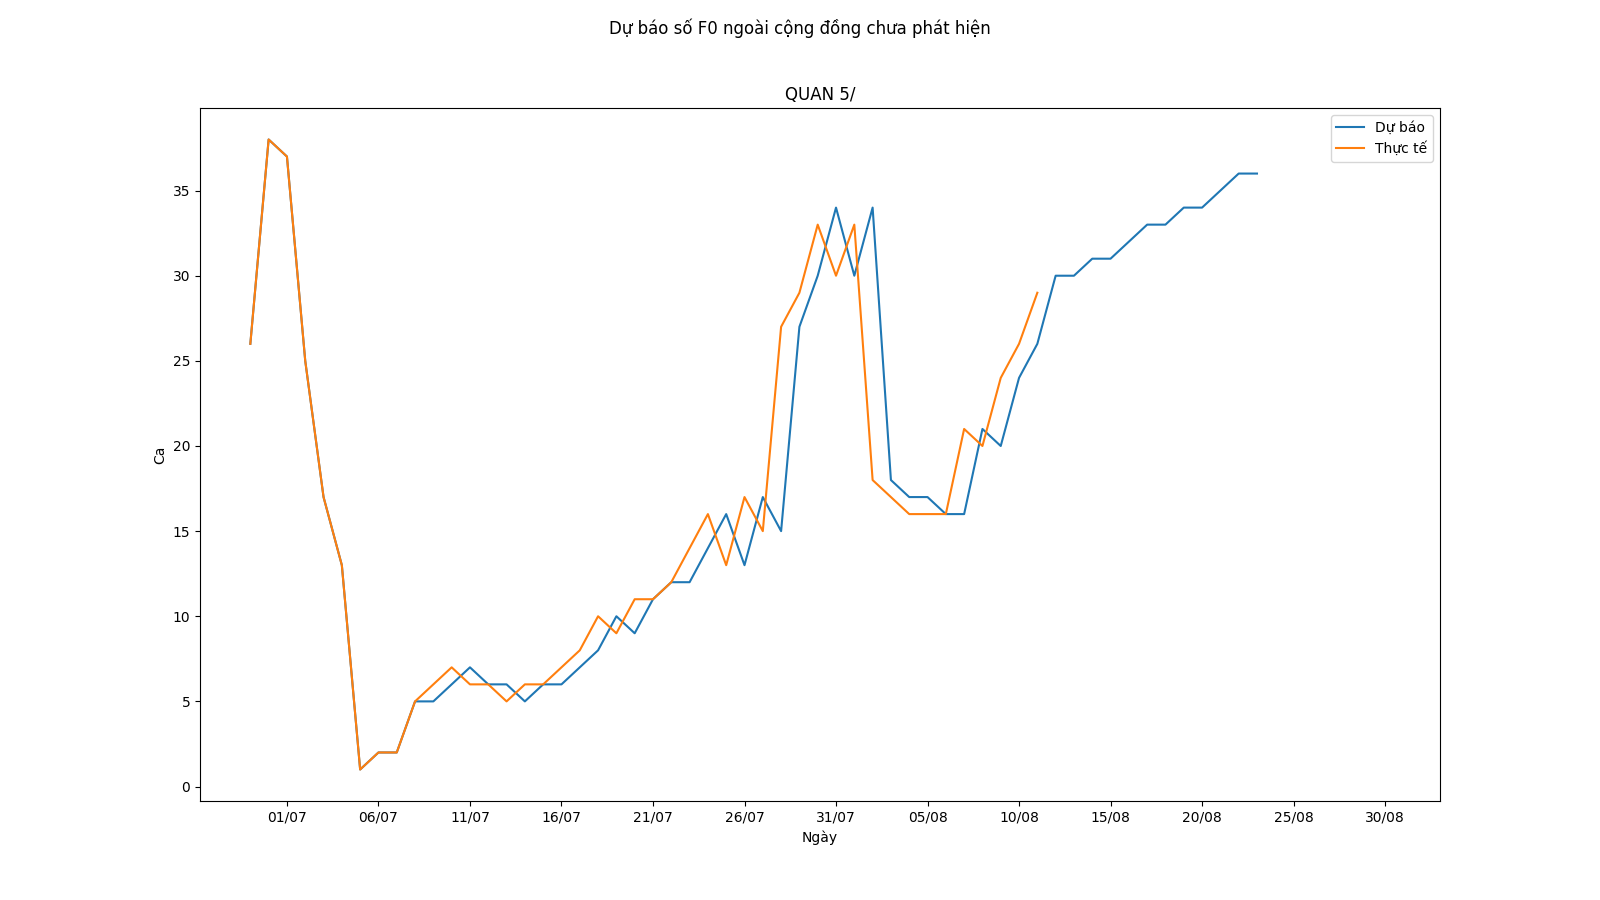 Dự báo số F0 ngoài cộng đồng chưa phát hiện
QUAN 5/
Dự báo
Thực tế
35
30
25
20
15
10
5
0
Ca
01/07 06/07 11/07 16/07 21/07 26/07 31/07 05/08 10/08 15/08 20/08 25/08 30/08
Ngày